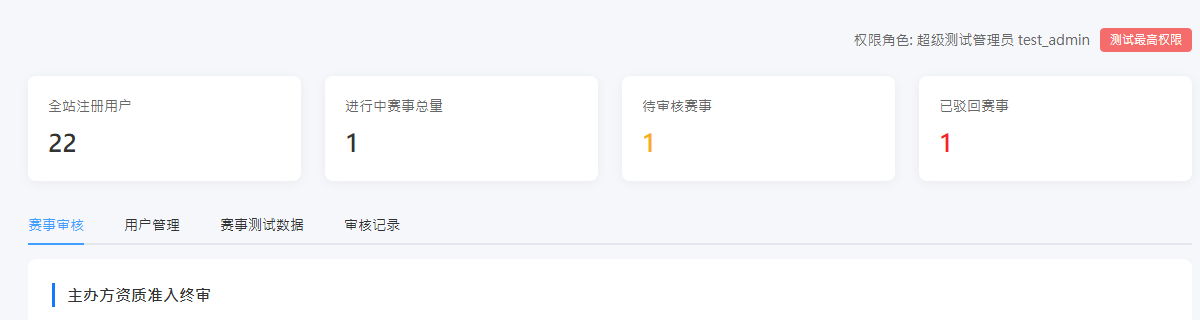 权限角色: 超级测试管理员 test_admin 测试最高权限
全站注册用户 进行中赛事总量 待审核赛事 已驳回赛事
22 1 1 1
赛事审核 用户管理 赛事测试数据 审核记录
主办方资质准入终审